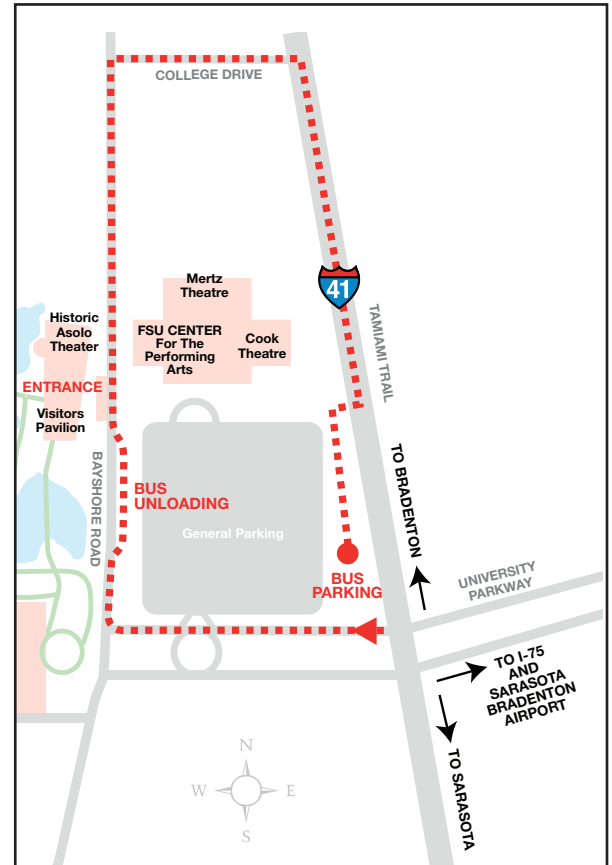 COLLEGE DRIVE
Mertz
Theatre
41
TAMIAMI TRAIL
Historic
Asolo
Theater
FSU CENTER
For The
Performing
Arts
Cook
Theatre
ENTRANCE
Visitors
Pavilion
BAYSHORE ROAD
BUS
UNLOADING
General Parking
BUS
PARKING
TO BRADENTON
UNIVERSITY
PARKWAY
TO I-75
AND
SARASOTA
BRADENTON
AIRPORT
TO SARASOTA
N
W
E
S